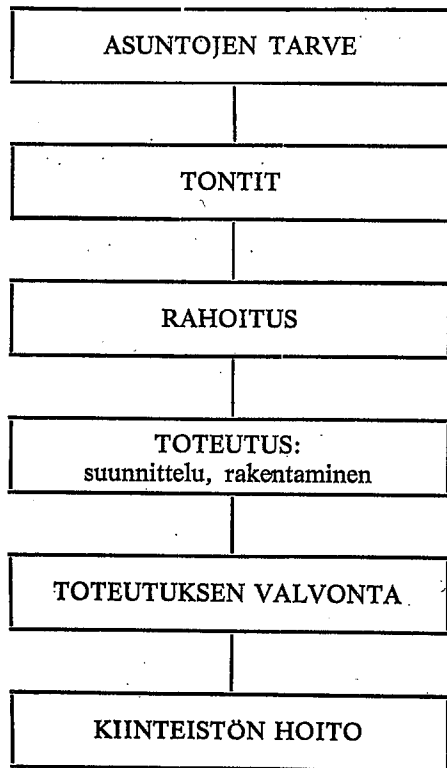 ASUNTOJEN TARVE
TONTIT
RAHOITUS
TOTEUTUS:
suunnittelu, rakentaminen
TOTEUTUKSEN VALVONTA
KIINTEISTÖN HOITO